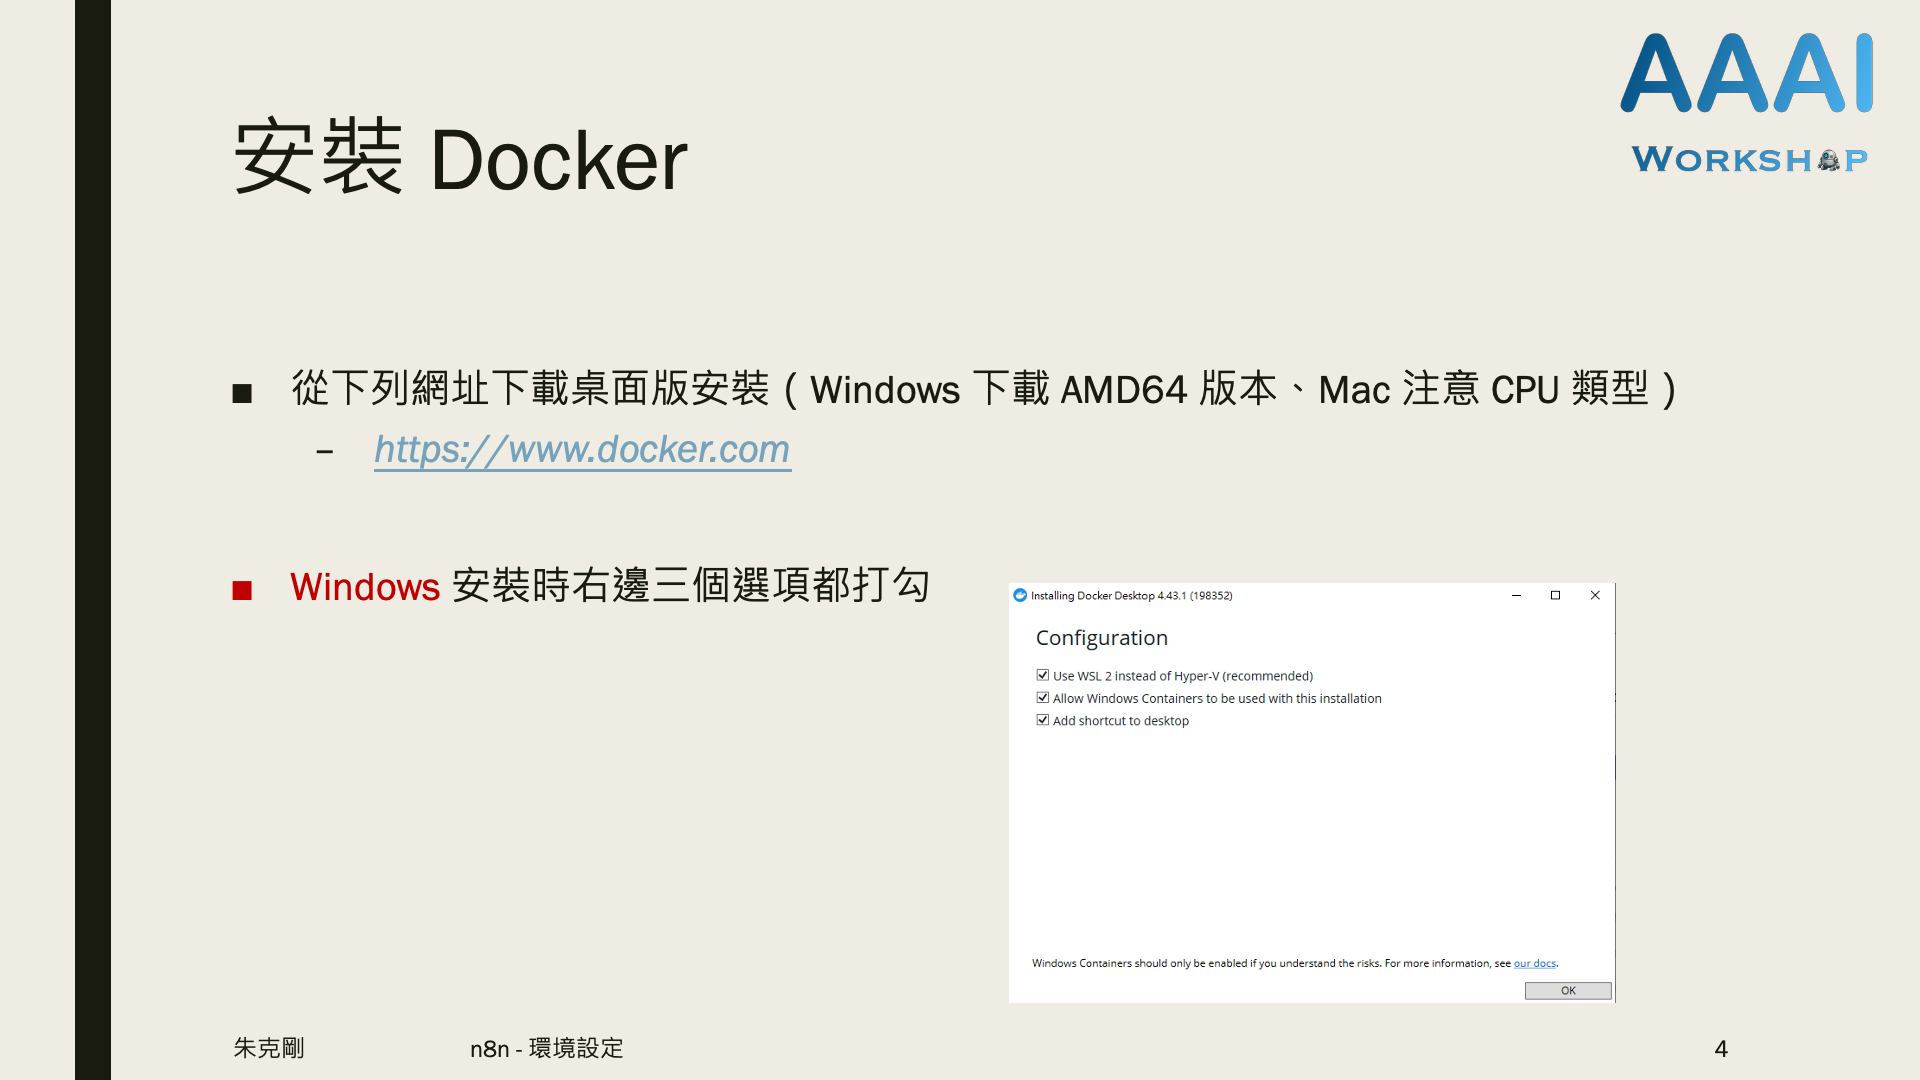 AAAI
WORKSHOP
安裝 Docker
■ 從下列網址下載桌面版安裝（Windows 下載 AMD64 版本、Mac 注意 CPU 類型）
– https://www.docker.com
■ Windows 安裝時右邊三個選項都打勾
Installing Docker Desktop 4.43.1 (198352)
Configuration
Use WSL 2 instead of Hyper-V (recommended)
Allow Windows Containers to be used with this installation
Add shortcut to desktop
Windows Containers should only be enabled if you understand the risks. For more information, see our docs.
OK
朱克剛 n8n - 環境設定 4